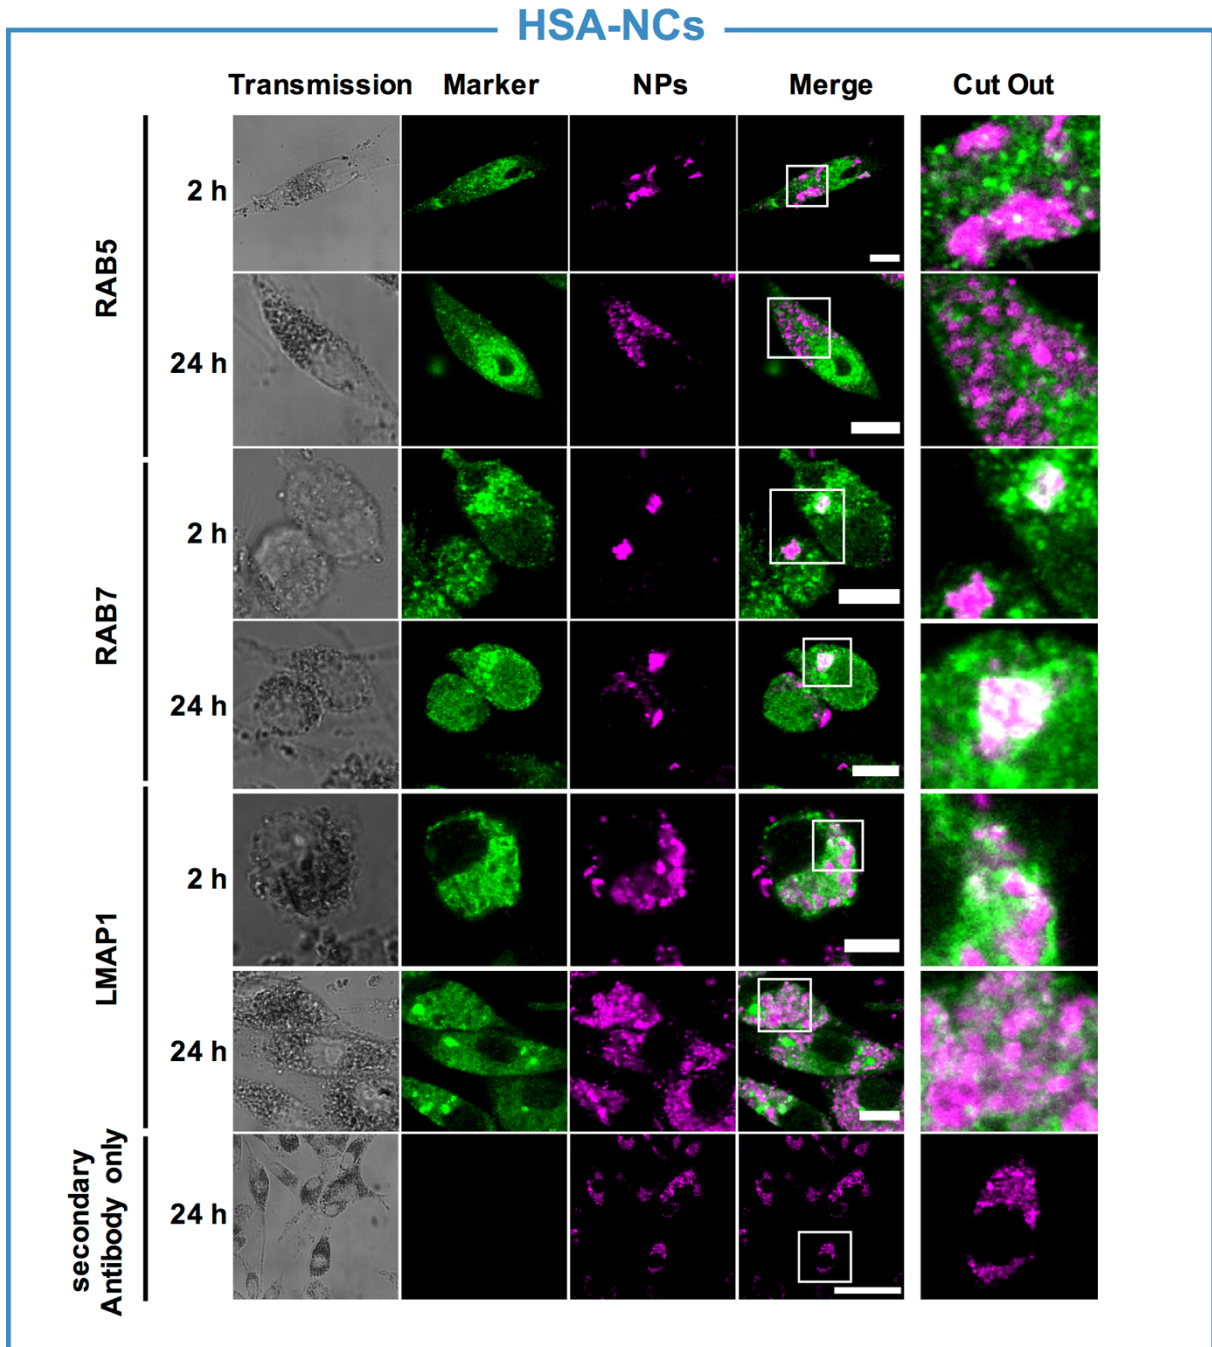 HSA-NCs
Transmission Marker NPs Merge Cut Out
RAB5
2 h
24 h
RAB7
2 h
24 h
LMAP1
2 h
24 h
secondary
Antibody only
24 h